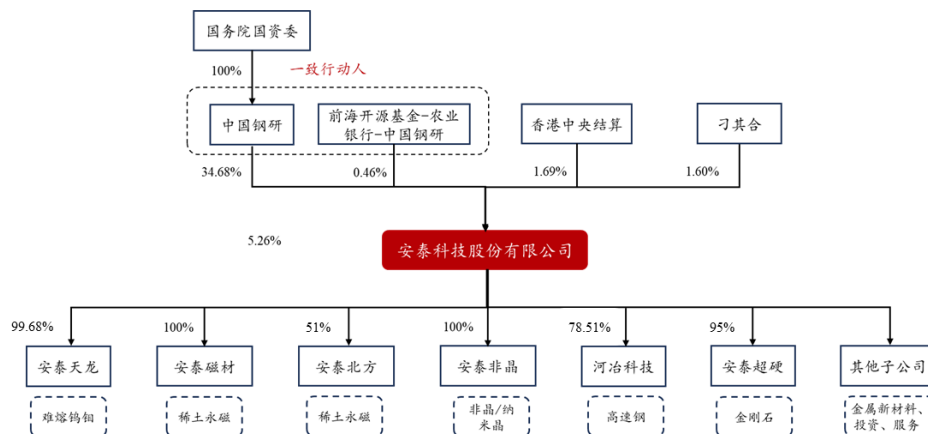 国务院国资委
100%
一致行动人
中国钢研
前海开源基金-农业
银行-中国钢研
香港中央结算
刁其合
34.68%
0.46%
1.69%
1.60%
5.26%
安泰科技股份有限公司
99.68%
100%
51%
100%
78.51%
95%
安泰天龙
安泰磁材
安泰北方
安泰非晶
河冶科技
安泰超硬
其他子公司
难熔钨钼
稀土永磁
稀土永磁
非晶/纳
米晶
高速钢
金刚石
金属新材料、
投资、服务